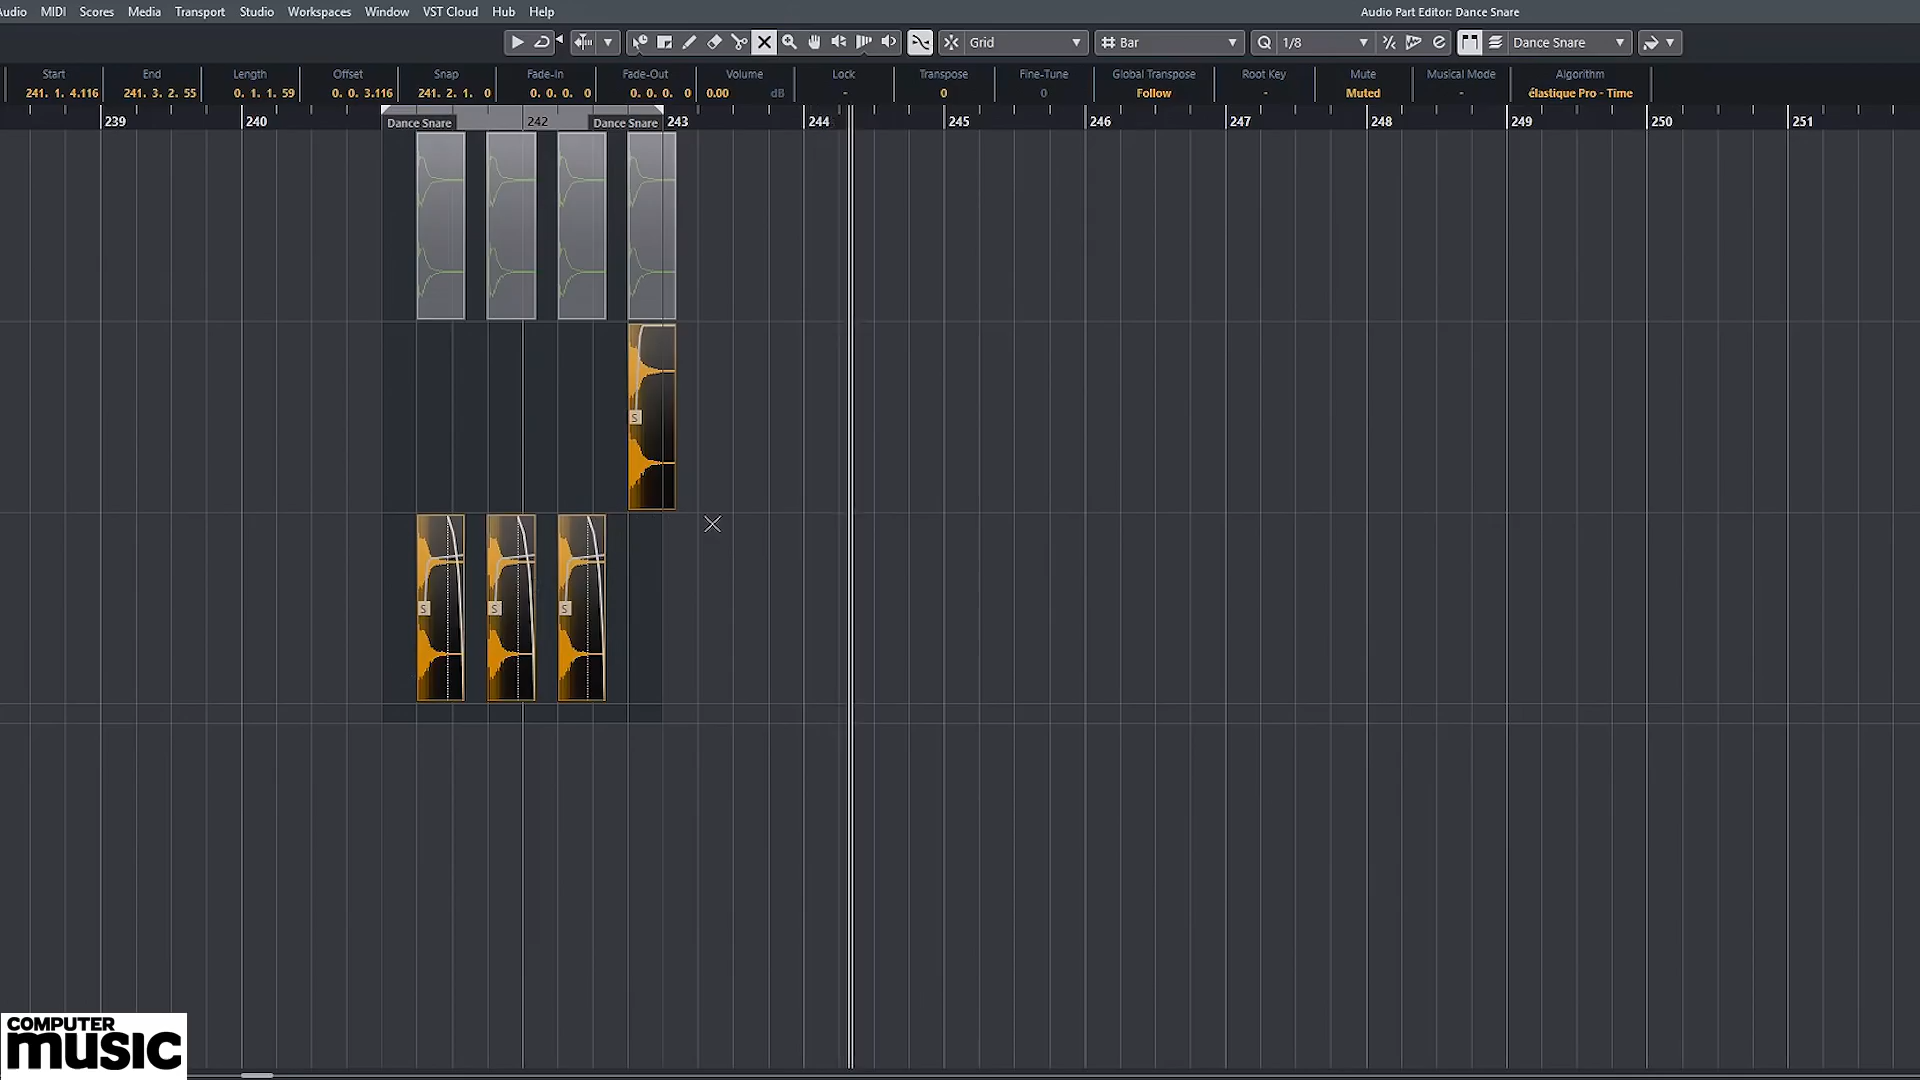 Audio MIDI Scores Media Transport Studio Workspaces Window VST Cloud Hub Help
Audio Part Editor: Dance Snare
Grid Bar 1/8 Dance Snare
Start End Length Offset Snap Fade-In Fade-Out Volume Lock Transpose Fine-Tune Global Transpose Root Key Mute Musical Mode Algorithm
241. 1. 4.116 241. 3. 2. 55 0. 1. 1. 59 0. 0. 3.116 241. 2. 1. 0 0. 0. 0. 0 0. 0. 0. 0 0.00 dB - 0 0 Follow - Muted - élastique Pro - Time
239 240 Dance Snare 242 Dance Snare 243 244 245 246 247 248 249 250 251
S
S S S
COMPUTER
music